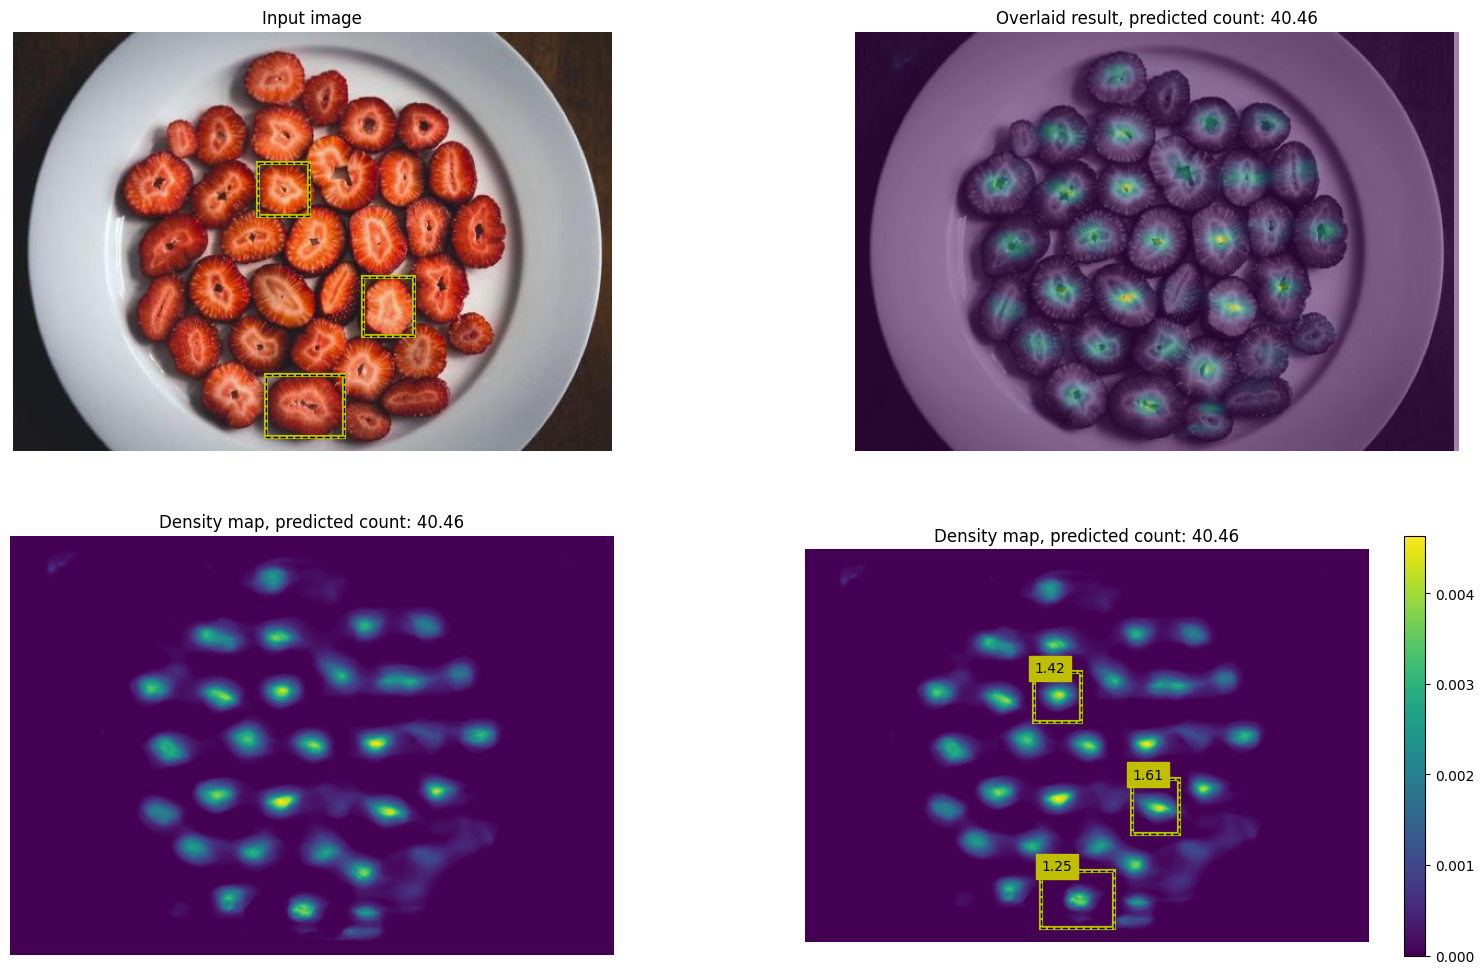 Input image
Overlaid result, predicted count: 40.46
Density map, predicted count: 40.46
Density map, predicted count: 40.46
1.42
1.61
1.25
0.004
0.003
0.002
0.001
0.000